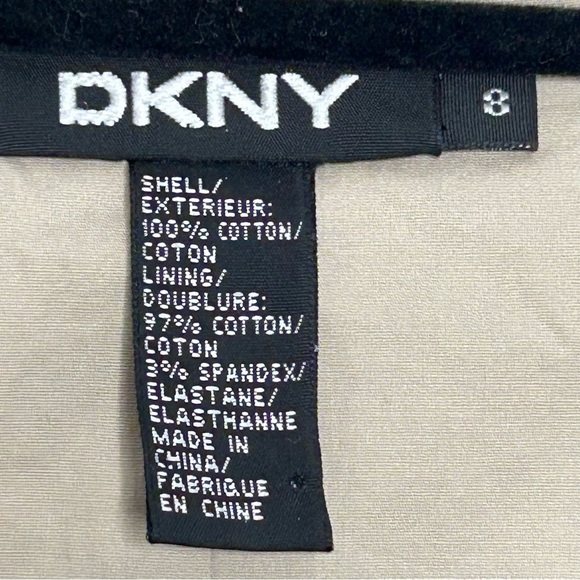 DKNY
8
SHELL/
EXTERIEUR:
100% COTTON/
COTON
LINING/
DOUBLURE:
97% COTTON/
COTON
3% SPANDEX/
ELASTANE/
ELASTHANNE
MADE IN
CHINA/
FABRIQUE
EN CHINE